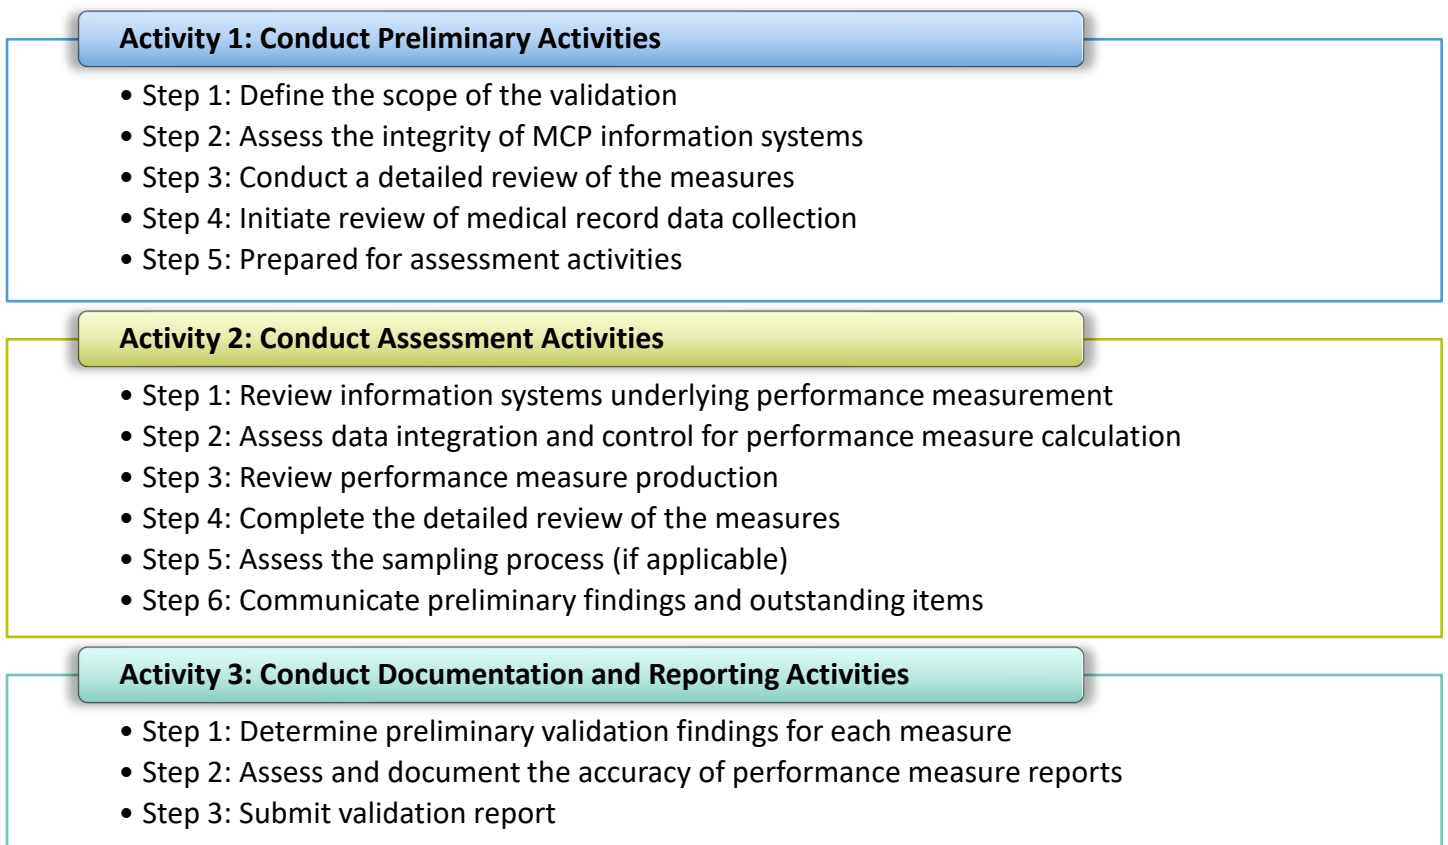 Activity 1: Conduct Preliminary Activities
• Step 1: Define the scope of the validation
• Step 2: Assess the integrity of MCP information systems
• Step 3: Conduct a detailed review of the measures
• Step 4: Initiate review of medical record data collection
• Step 5: Prepared for assessment activities
Activity 2: Conduct Assessment Activities
• Step 1: Review information systems underlying performance measurement
• Step 2: Assess data integration and control for performance measure calculation
• Step 3: Review performance measure production
• Step 4: Complete the detailed review of the measures
• Step 5: Assess the sampling process (if applicable)
• Step 6: Communicate preliminary findings and outstanding items
Activity 3: Conduct Documentation and Reporting Activities
• Step 1: Determine preliminary validation findings for each measure
• Step 2: Assess and document the accuracy of performance measure reports
• Step 3: Submit validation report